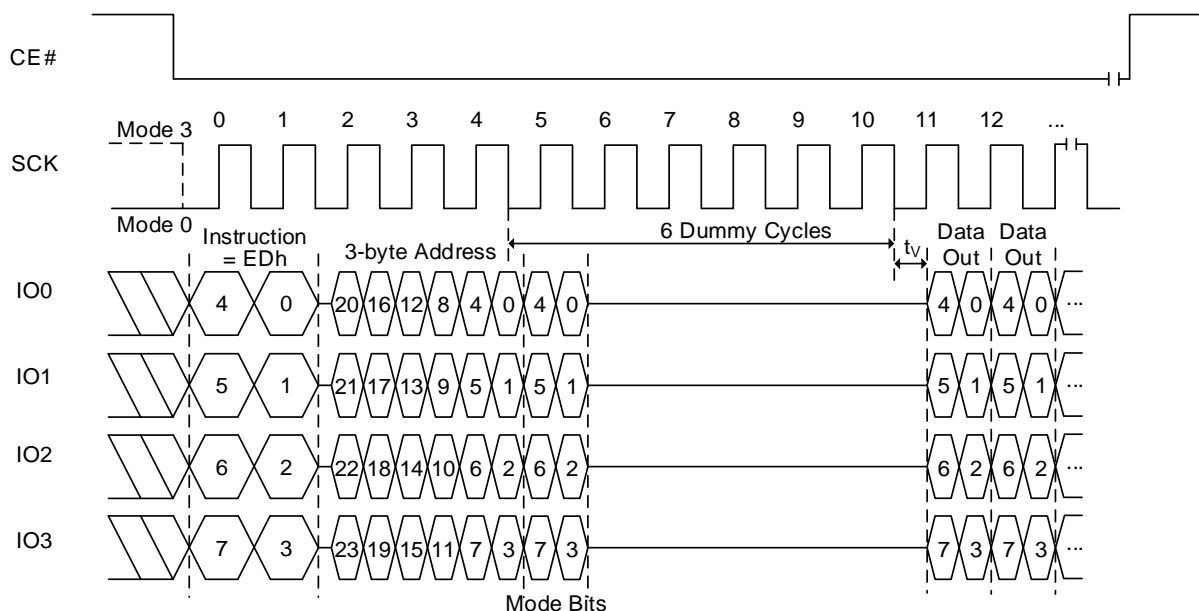 CE#
0 1 2 3 4 5 6 7 8 9 10 11 12 ...
Mode 3
SCK
Mode 0
Instruction = EDh
3-byte Address
6 Dummy Cycles
tV
Data Out
Data Out
IO0 4 0 20 16 12 8 4 0 4 0 4 0 4 0 ...
IO1 5 1 21 17 13 9 5 1 5 1 5 1 5 1 ...
IO2 6 2 22 18 14 10 6 2 6 2 6 2 6 2 ...
IO3 7 3 23 19 15 11 7 3 7 3 7 3 7 3 ...
Mode Bits